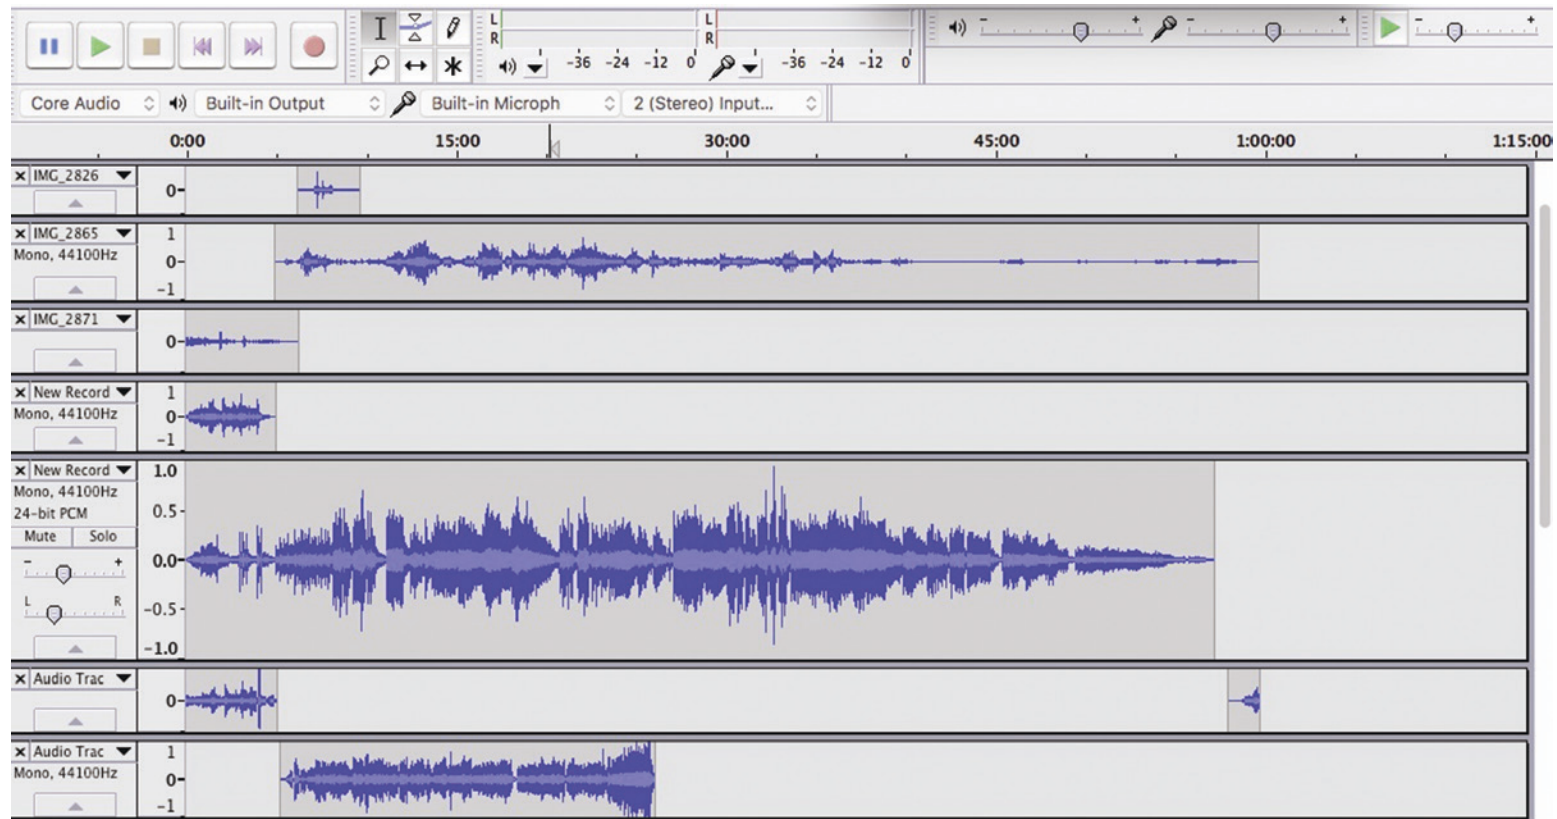 L
R
-36 -24 -12 0
L
R
-36 -24 -12 0
- +
- +
- +
Core Audio
Built-in Output
Built-in Microph
2 (Stereo) Input...
0:00 15:00 30:00 45:00 1:00:00 1:15:00
× IMG_2826
0-
× IMG_2865
Mono, 44100Hz
1
0-
-1
× IMG_2871
0-
× New Record
Mono, 44100Hz
1
0-
-1
× New Record
Mono, 44100Hz
24-bit PCM
Mute Solo
- +
L R
1.0
0.5-
0.0-
-0.5-
-1.0
× Audio Trac
0-
× Audio Trac
Mono, 44100Hz
1
0-
-1